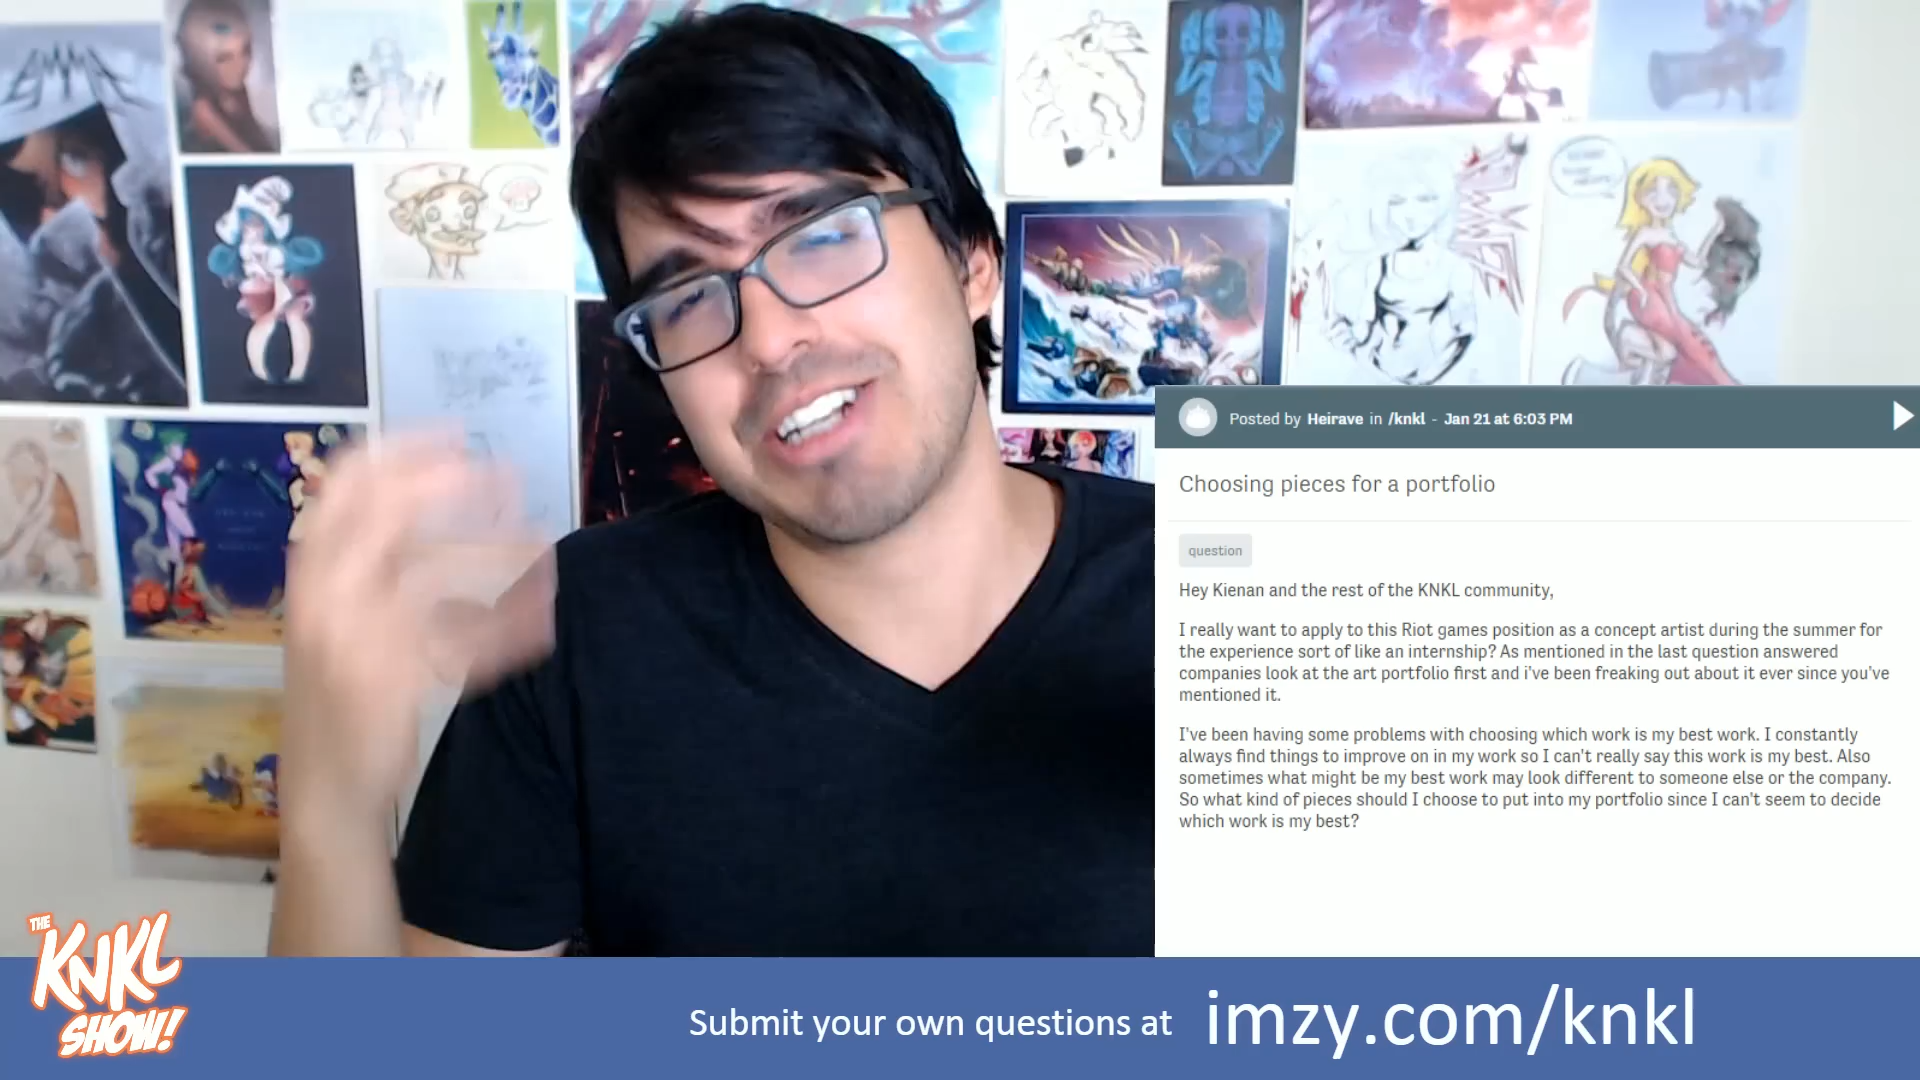 Posted by Heirave in /knkl - Jan 21 at 6:03 PM
Choosing pieces for a portfolio
question
Hey Kienan and the rest of the KNKL community,
I really want to apply to this Riot games position as a concept artist during the summer for
the experience sort of like an internship? As mentioned in the last question answered
companies look at the art portfolio first and i've been freaking out about it ever since you've
mentioned it.
I've been having some problems with choosing which work is my best work. I constantly
always find things to improve on in my work so I can't really say this work is my best. Also
sometimes what might be my best work may look different to someone else or the company.
So what kind of pieces should I choose to put into my portfolio since I can't seem to decide
which work is my best?
THE
KNKL
SHOW!
Submit your own questions at imzy.com/knkl